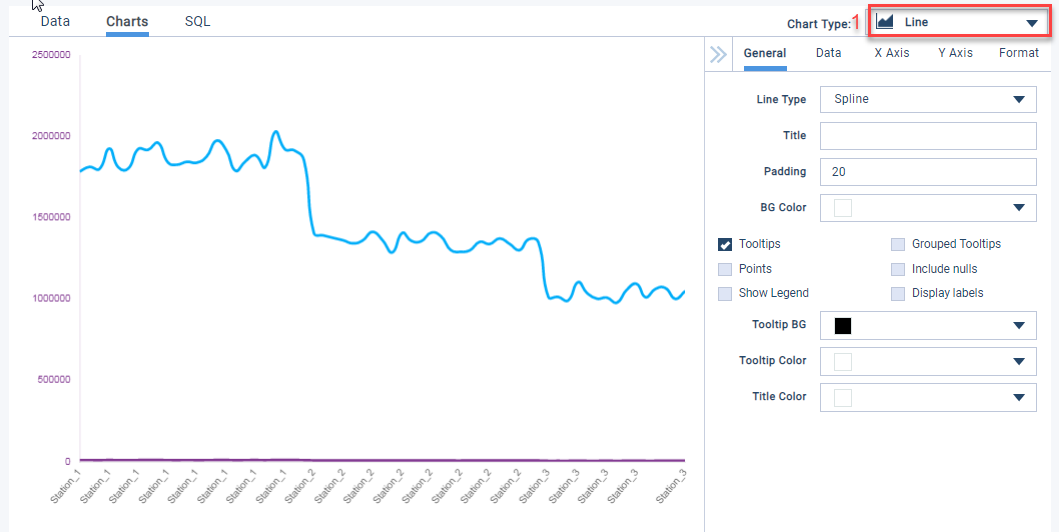 Data Charts SQL
Chart Type: 1 Line
General Data X Axis Y Axis Format
Line Type Spline
Title
Padding 20
BG Color
Tooltips Grouped Tooltips
Points Include nulls
Show Legend Display labels
Tooltip BG
Tooltip Color
Title Color
2500000
2000000
1500000
1000000
500000
0
Station_1 Station_1 Station_1 Station_1 Station_1 Station_1 Station_1 Station_1 Station_2 Station_2 Station_2 Station_2 Station_2 Station_2 Station_2 Station_2 Station_3 Station_3 Station_3 Station_3 Station_3